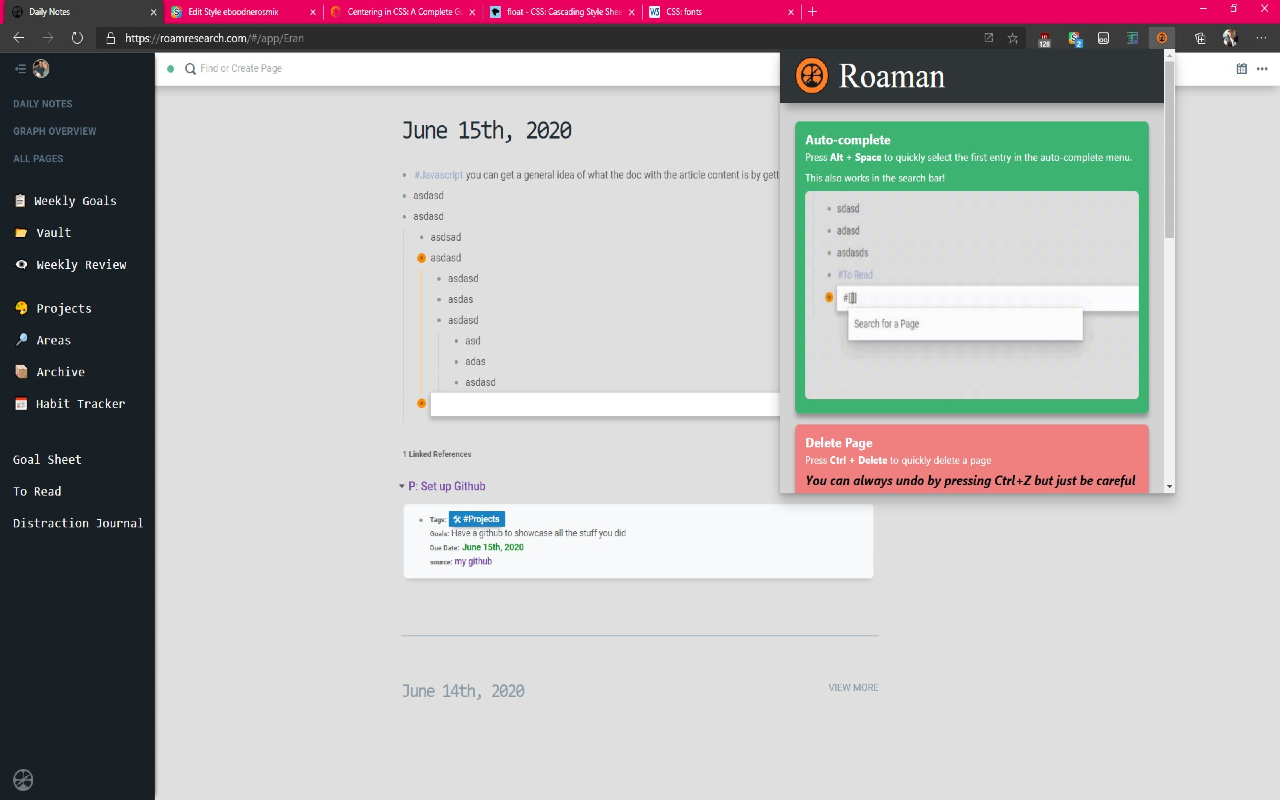 Daily Notes
Edit Style eboodnerosmix
Centering in CSS: A Complete G
float - CSS: Cascading Style Shee
W3 CSS: fonts
https://roamresearch.com/#/app/Eran
128
2
Find or Create Page
DAILY NOTES
GRAPH OVERVIEW
ALL PAGES
Weekly Goals
Vault
Weekly Review
Projects
Areas
Archive
Habit Tracker
Goal Sheet
To Read
Distraction Journal
June 15th, 2020
#Javascript you can get a general idea of what the doc with the article content is by gett
asdasd
asdasd
asdsad
asdasd
asdasd
asdas
asdasd
asd
adas
asdasd
1 Linked References
P: Set up Github
Tags: #Projects
Goals: Have a github to showcase all the stuff you did
Due Date: June 15th, 2020
source: my github
June 14th, 2020
VIEW MORE
Roaman
Auto-complete
Press Alt + Space to quickly select the first entry in the auto-complete menu.
This also works in the search bar!
sdasd
adasd
asdasds
#To Read
#[[]]
Search for a Page
Delete Page
Press Ctrl + Delete to quickly delete a page
You can always undo by pressing Ctrl+Z but just be careful